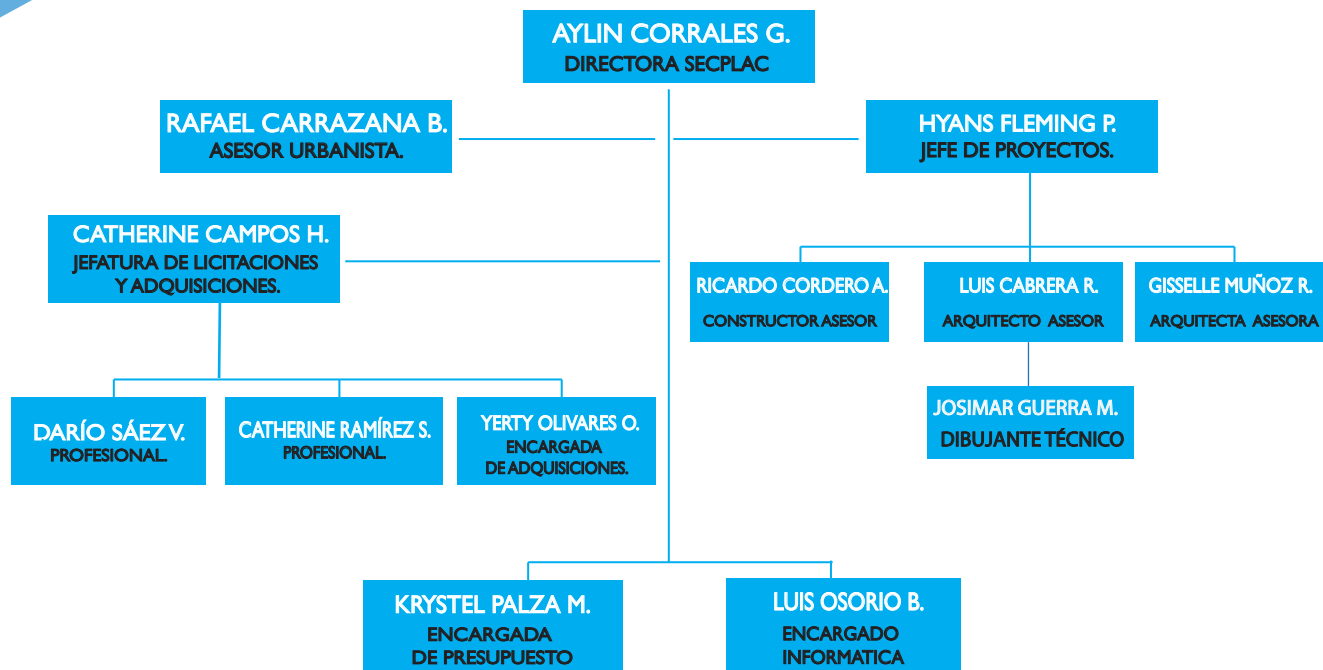 AYLIN CORRALES G.
DIRECTORA SECPLAC
RAFAEL CARRAZANA B.
ASESOR URBANISTA.
HYANS FLEMING P.
JEFE DE PROYECTOS.
CATHERINE CAMPOS H.
JEFATURA DE LICITACIONES
Y ADQUISICIONES.
RICARDO CORDERO A.
CONSTRUCTOR ASESOR
LUIS CABRERA R.
ARQUITECTO ASESOR
GISSELLE MUÑOZ R.
ARQUITECTA ASESORA
DARÍO SÁEZ V.
PROFESIONAL.
CATHERINE RAMÍREZ S.
PROFESIONAL.
YERTY OLIVARES O.
ENCARGADA
DE ADQUISICIONES.
JOSIMAR GUERRA M.
DIBUJANTE TÉCNICO
KRYSTEL PALZA M.
ENCARGADA
DE PRESUPUESTO
LUIS OSORIO B.
ENCARGADO
INFORMATICA